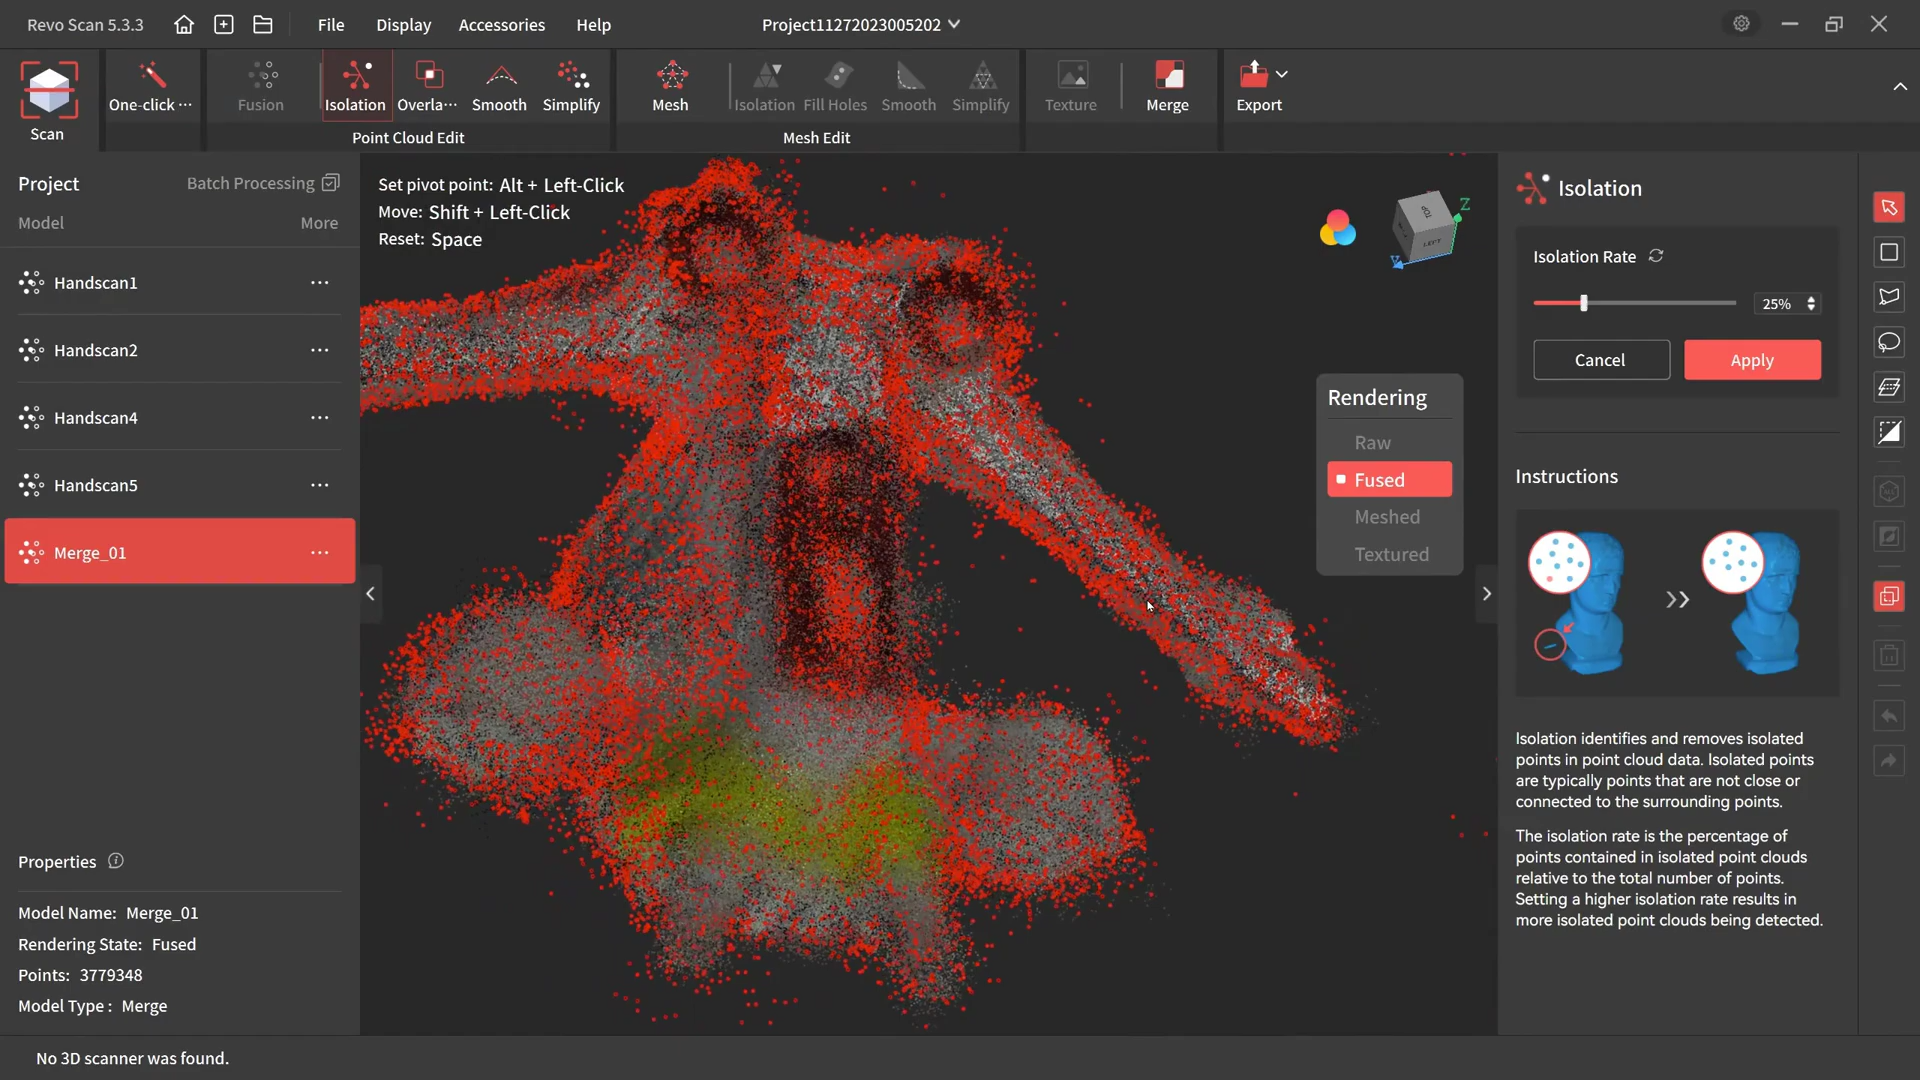 Revo Scan 5.3.3
File
Display
Accessories
Help
Project11272023005202
Scan
One-click ···
Fusion
Isolation
Overla···
Smooth
Simplify
Point Cloud Edit
Mesh
Isolation
Fill Holes
Smooth
Simplify
Mesh Edit
Texture
Merge
Export
Project
Batch Processing
Model
More
Handscan1
Handscan2
Handscan4
Handscan5
Merge_01
Properties
Model Name: Merge_01
Rendering State: Fused
Points: 3779348
Model Type : Merge
No 3D scanner was found.
Set pivot point: Alt + Left-Click
Move: Shift + Left-Click
Reset: Space
TOP
LEFT
Z
Rendering
Raw
Fused
Meshed
Textured
Isolation
Isolation Rate
25%
Cancel
Apply
Instructions
Isolation identifies and removes isolated
points in point cloud data. Isolated points
are typically points that are not close or
connected to the surrounding points.
The isolation rate is the percentage of
points contained in isolated point clouds
relative to the total number of points.
Setting a higher isolation rate results in
more isolated point clouds being detected.